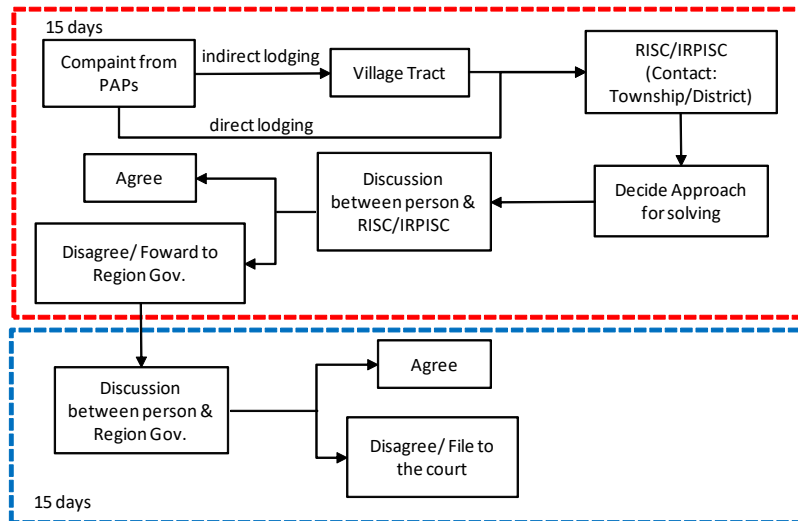 15 days
Compaint from
PAPs
indirect lodging
Village Tract
RISC/IRPISC
(Contact:
Township/District)
direct lodging
Agree
Discussion
between person &
RISC/IRPISC
Decide Approach
for solving
Disagree/ Foward to
Region Gov.
Discussion
between person &
Region Gov.
Agree
Disagree/ File to
the court
15 days